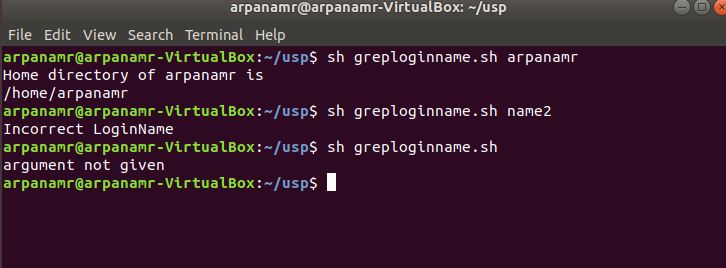 arpanamr@arpanamr-VirtualBox: ~/usp
File Edit View Search Terminal Help
arpanamr@arpanamr-VirtualBox:~/usp$ sh greploginname.sh arpanamr
Home directory of arpanamr is
/home/arpanamr
arpanamr@arpanamr-VirtualBox:~/usp$ sh greploginname.sh name2
Incorrect LoginName
arpanamr@arpanamr-VirtualBox:~/usp$ sh greploginname.sh
argument not given
arpanamr@arpanamr-VirtualBox:~/usp$